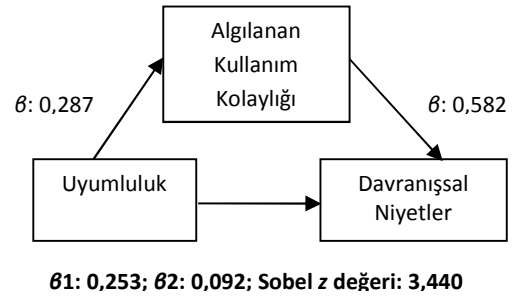 Algılanan
Kullanım
Kolaylığı
β: 0,287
β: 0,582
Uyumluluk
Davranışsal
Niyetler
β1: 0,253; β2: 0,092; Sobel z değeri: 3,440